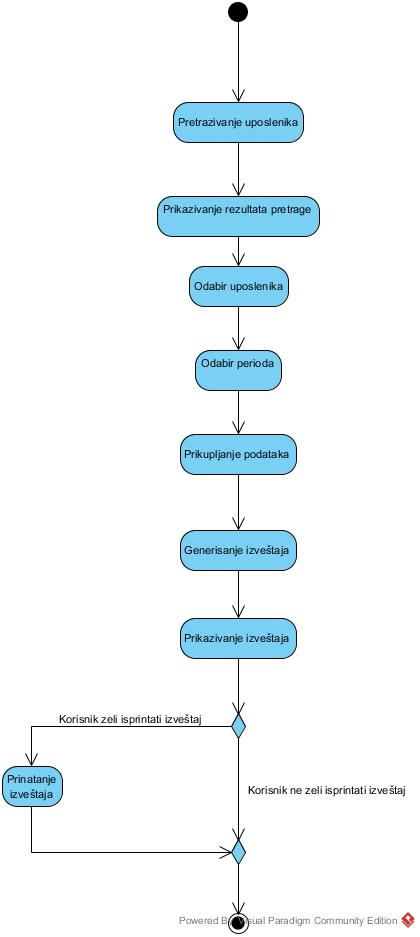 Pretrazivanje uposlenika
Prikazivanje rezultata pretrage
Odabir uposlenika
Odabir perioda
Prikupljanje podataka
Generisanje izveštaja
Prikazivanje izveštaja
Korisnik zeli isprintati izveštaj
Prinatanje
izveštaja
Korisnik ne zeli isprintati izveštaj
Powered By Visual Paradigm Community Edition